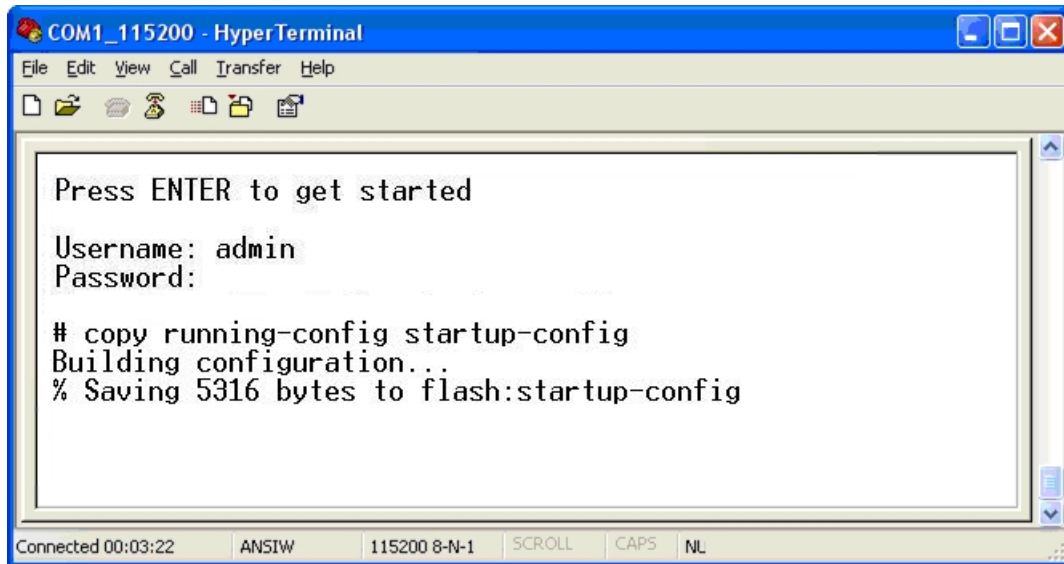 COM1_115200 - HyperTerminal
File Edit View Call Transfer Help
Press ENTER to get started
Username: admin
Password:
# copy running-config startup-config
Building configuration...
% Saving 5316 bytes to flash:startup-config
Connected 00:03:22 ANSIW 115200 8-N-1 SCROLL CAPS NU